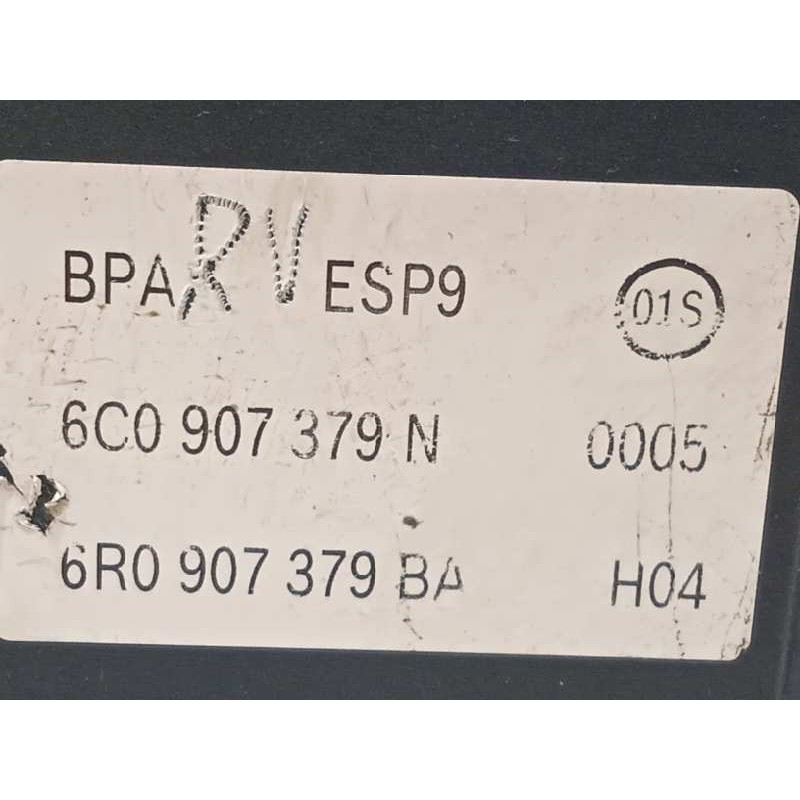 BPA RV ESP9 01S
6C0 907 379 N 0005
6R0 907 379 BA H04